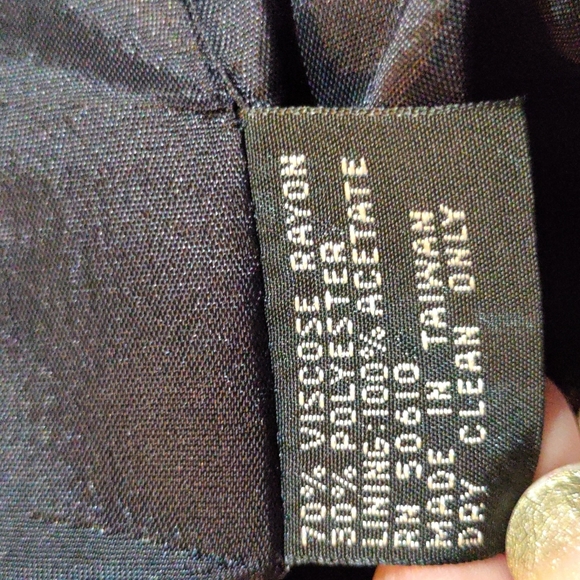 70% VISCOSE RAYON
30% POLYESTER
LINING:100% ACETATE
RN 50610
MADE IN TAIWAN
DRY CLEAN ONLY